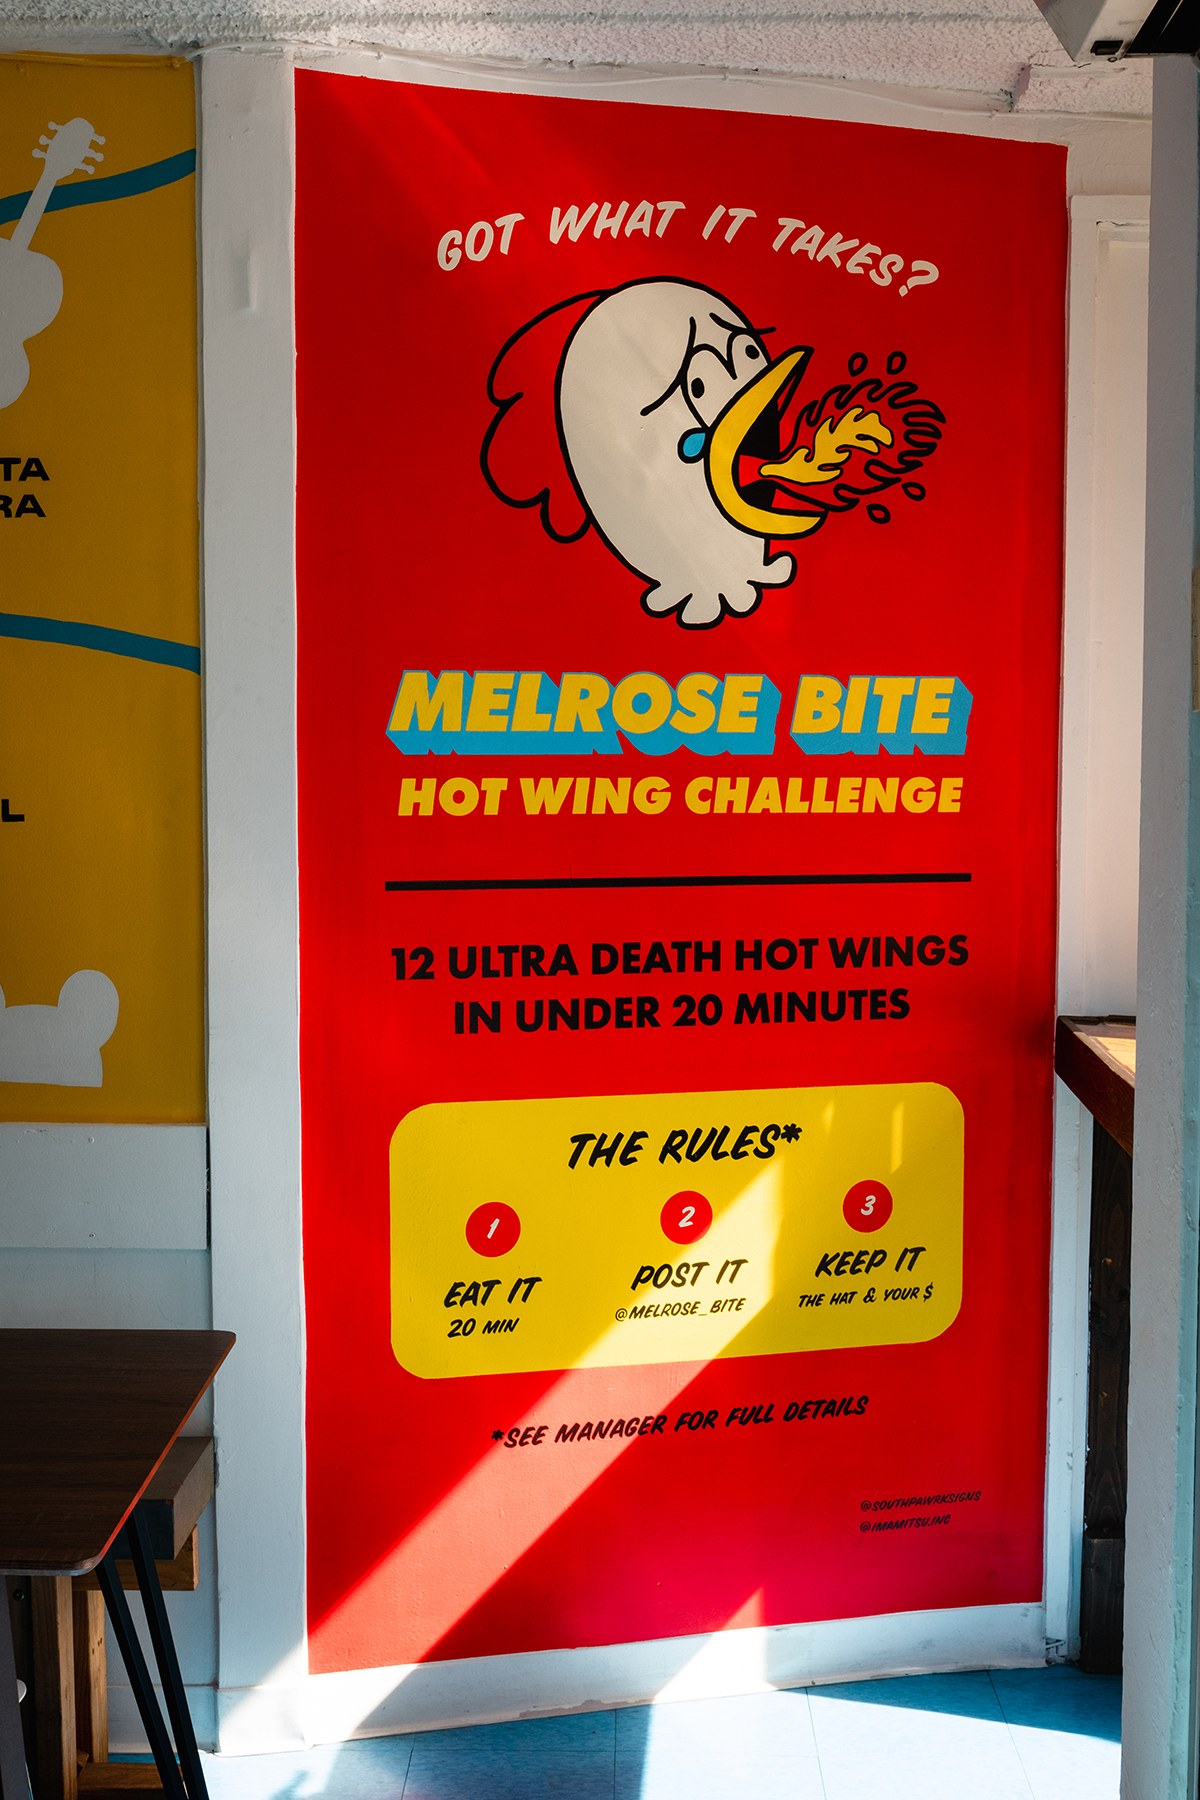 TA
RA
L
GOT WHAT IT TAKES?
MELROSE BITE
HOT WING CHALLENGE
12 ULTRA DEATH HOT WINGS
IN UNDER 20 MINUTES
THE RULES*
1
EAT IT
20 MIN
2
POST IT
@MELROSE_BITE
3
KEEP IT
THE HAT & YOUR $
*SEE MANAGER FOR FULL DETAILS
@SOUTHPAWRKSIGNS
@IMAMITSU.INC